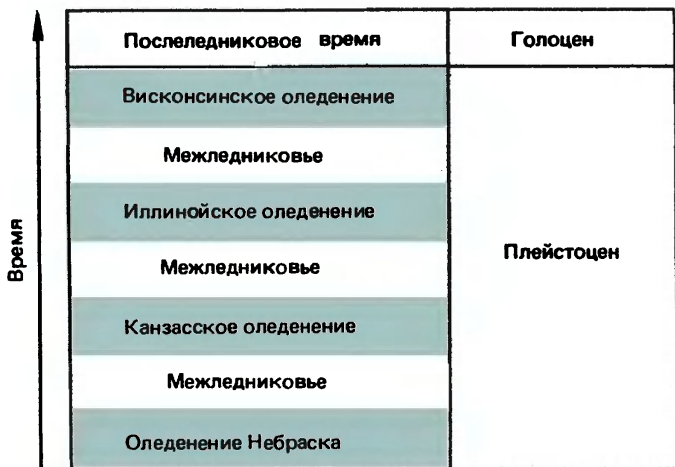 Послеледниковое время
Голоцен
Висконсинское оледенение
Межледниковье
Иллинойское оледенение
Межледниковье
Плейстоцен
Канзасское оледенение
Межледниковье
Оледенение Небраска
Время